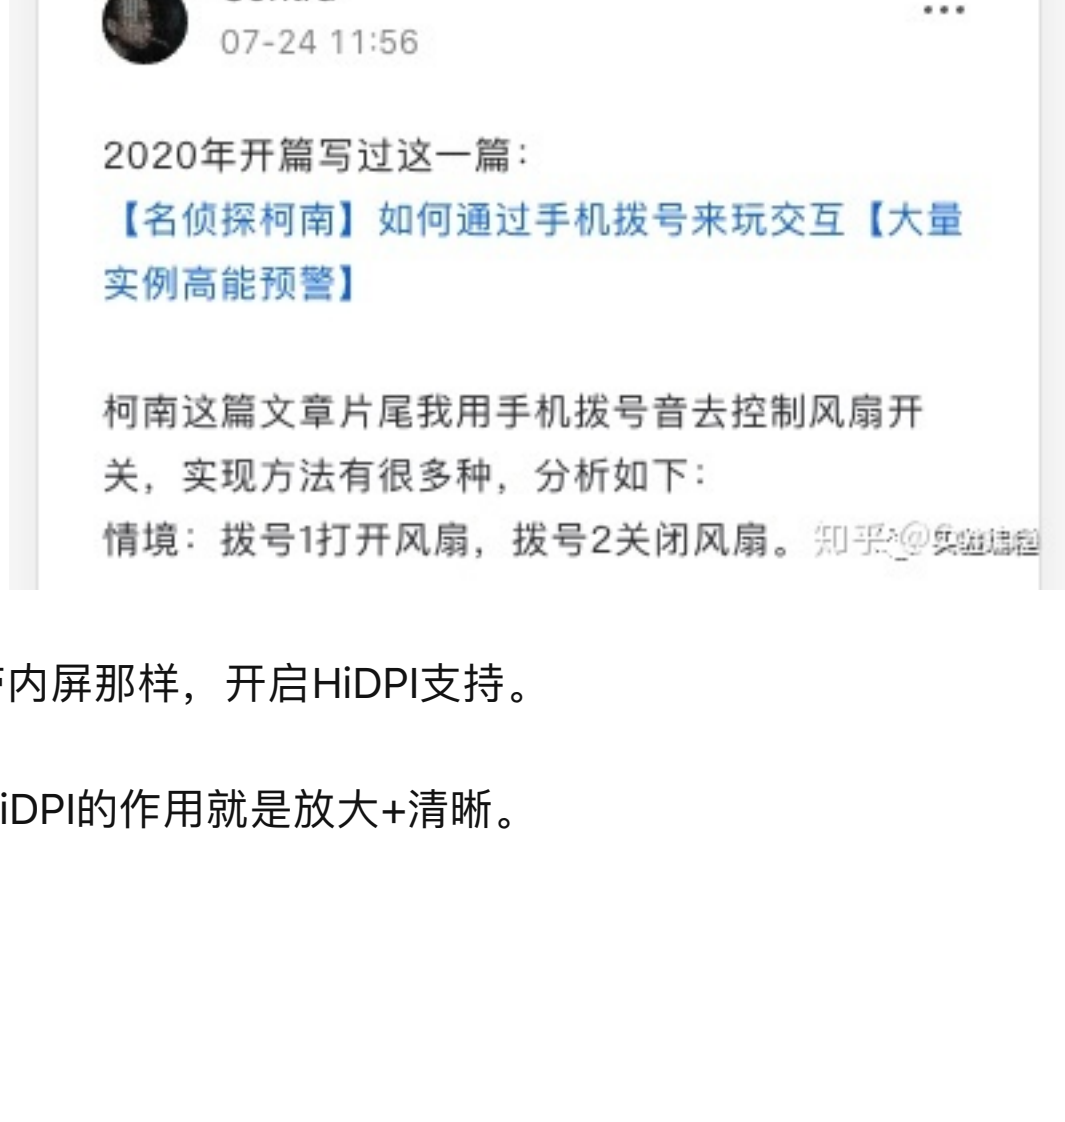 07-24 11:56
2020年开篇写过这一篇：
【名侦探柯南】如何通过手机拨号来玩交互【大量
实例高能预警】
柯南这篇文章片尾我用手机拨号音去控制风扇开
关，实现方法有很多种，分析如下：
情境：拨号1打开风扇，拨号2关闭风扇。 知乎 @
内屏那样，开启HiDPI支持。
iDPI的作用就是放大+清晰。